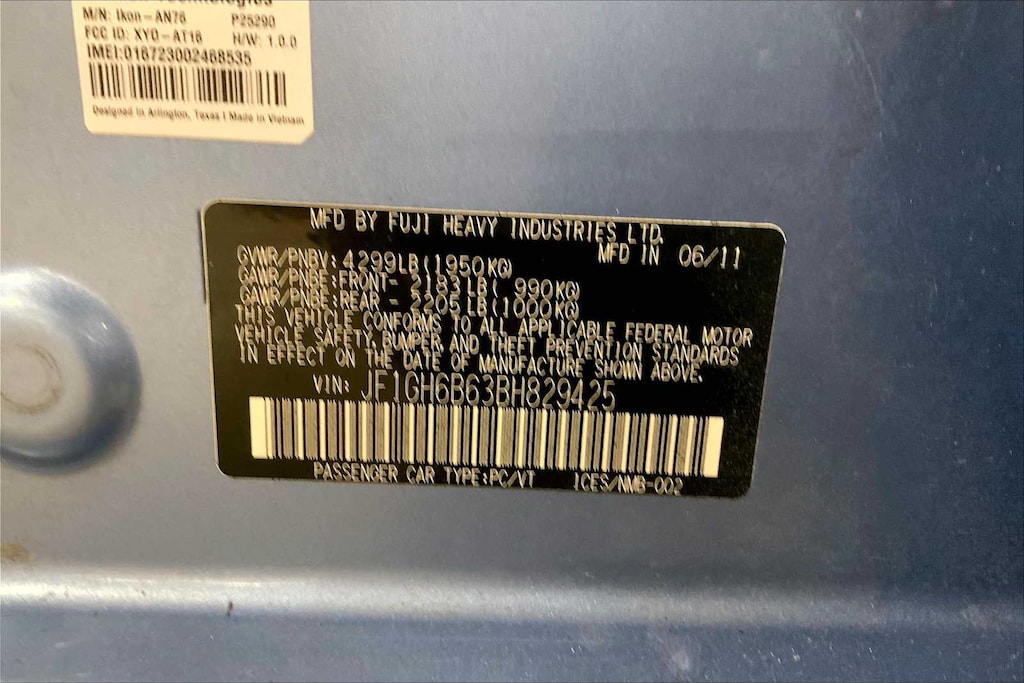 M/N: Ikon-AN76 P25290
FCC ID: XYO-AT16 H/W: 1.0.0
IMEI:016723002468535
Designed in Arlington, Texas | Made in Vietnam
MFD BY FUJI HEAVY INDUSTRIES LTD.
MFD IN 06/11
GVWR/PNBV:4299LB(1950KG)
GAWR/PNBE:FRONT- 2183LB( 990KG)
GAWR/PNBE:REAR - 2205LB(1000KG)
THIS VEHICLE CONFORMS TO ALL APPLICABLE FEDERAL MOTOR
VEHICLE SAFETY, BUMPER, AND THEFT PREVENTION STANDARDS
IN EFFECT ON THE DATE OF MANUFACTURE SHOWN ABOVE.
VIN: JF1GH6B63BH829425
PASSENGER CAR TYPE:PC/VT ICES/NMB-002